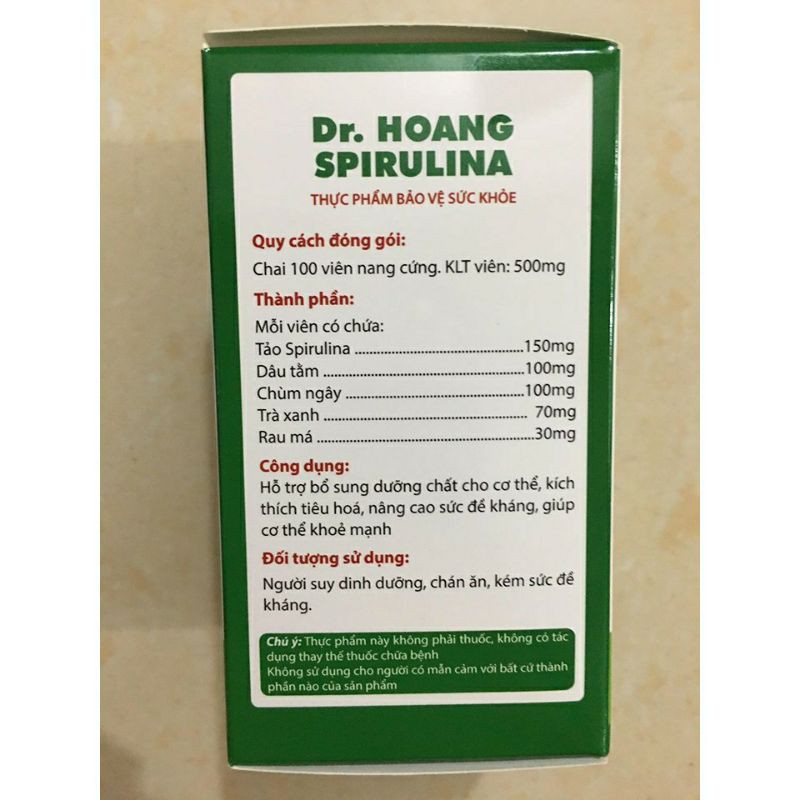 Dr. HOANG
SPIRULINA
THỰC PHẨM BẢO VỆ SỨC KHỎE
Quy cách đóng gói:
Chai 100 viên nang cứng. KLT viên: 500mg
Thành phần:
Mỗi viên có chứa:
Tảo Spirulina ................................................150mg
Dâu tằm ........................................................100mg
Chùm ngây ..................................................100mg
Trà xanh ........................................................ 70mg
Rau má ............................................................30mg
Công dụng:
Hỗ trợ bổ sung dưỡng chất cho cơ thể, kích
thích tiêu hoá, nâng cao sức đề kháng, giúp
cơ thể khoẻ mạnh
Đối tượng sử dụng:
Người suy dinh dưỡng, chán ăn, kém sức đề
kháng.
Chú ý: Thực phẩm này không phải thuốc, không có tác
dụng thay thế thuốc chữa bệnh
Không sử dụng cho người có mẫn cảm với bất cứ thành
phần nào của sản phẩm